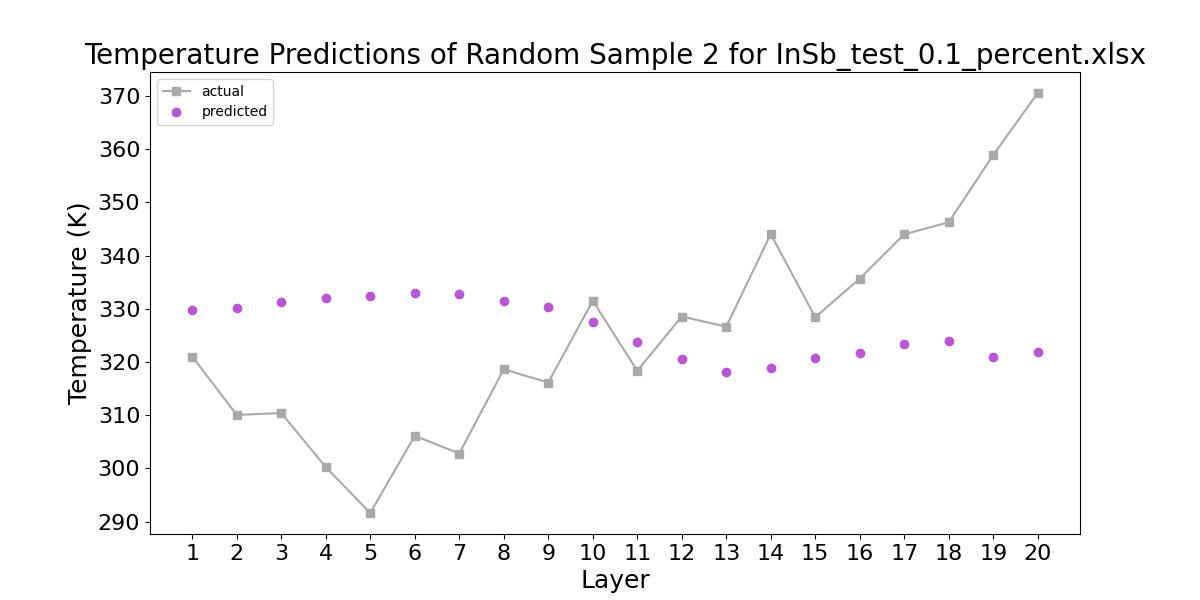 Temperature Predictions of Random Sample 2 for InSb_test_0.1_percent.xlsx
actual
predicted
Temperature (K)
370
360
350
340
330
320
310
300
290
1 2 3 4 5 6 7 8 9 10 11 12 13 14 15 16 17 18 19 20
Layer